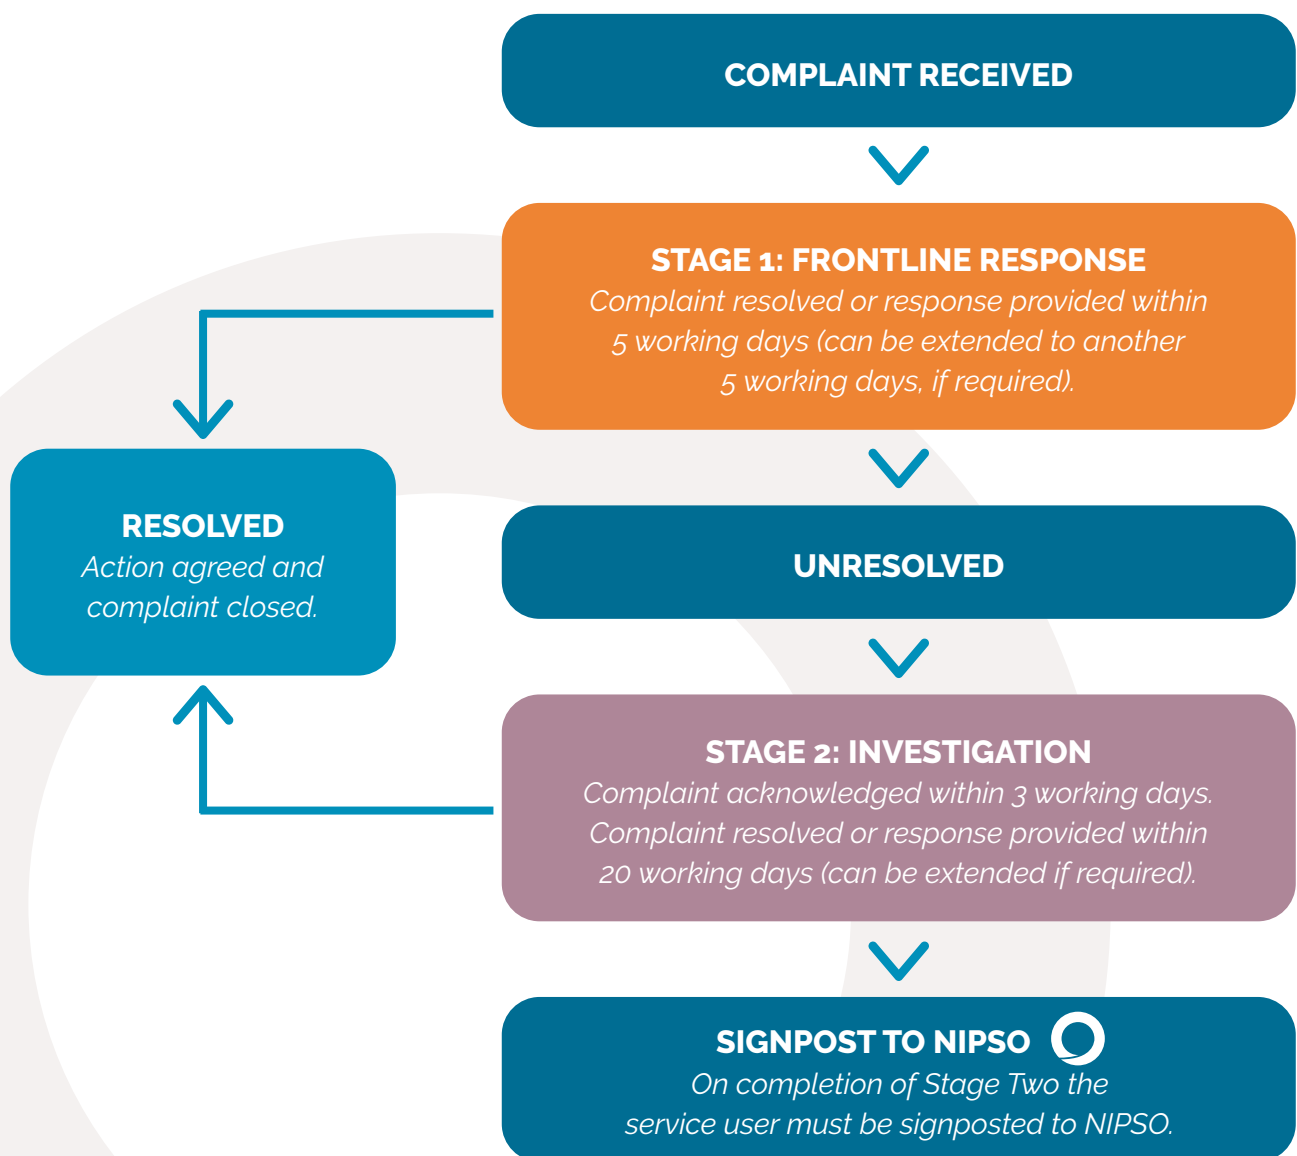 COMPLAINT RECEIVED
STAGE 1: FRONTLINE RESPONSE
Complaint resolved or response provided within
5 working days (can be extended to another
5 working days, if required).
RESOLVED
Action agreed and
complaint closed.
UNRESOLVED
STAGE 2: INVESTIGATION
Complaint acknowledged within 3 working days.
Complaint resolved or response provided within
20 working days (can be extended if required).
SIGNPOST TO NIPSO
On completion of Stage Two the
service user must be signposted to NIPSO.